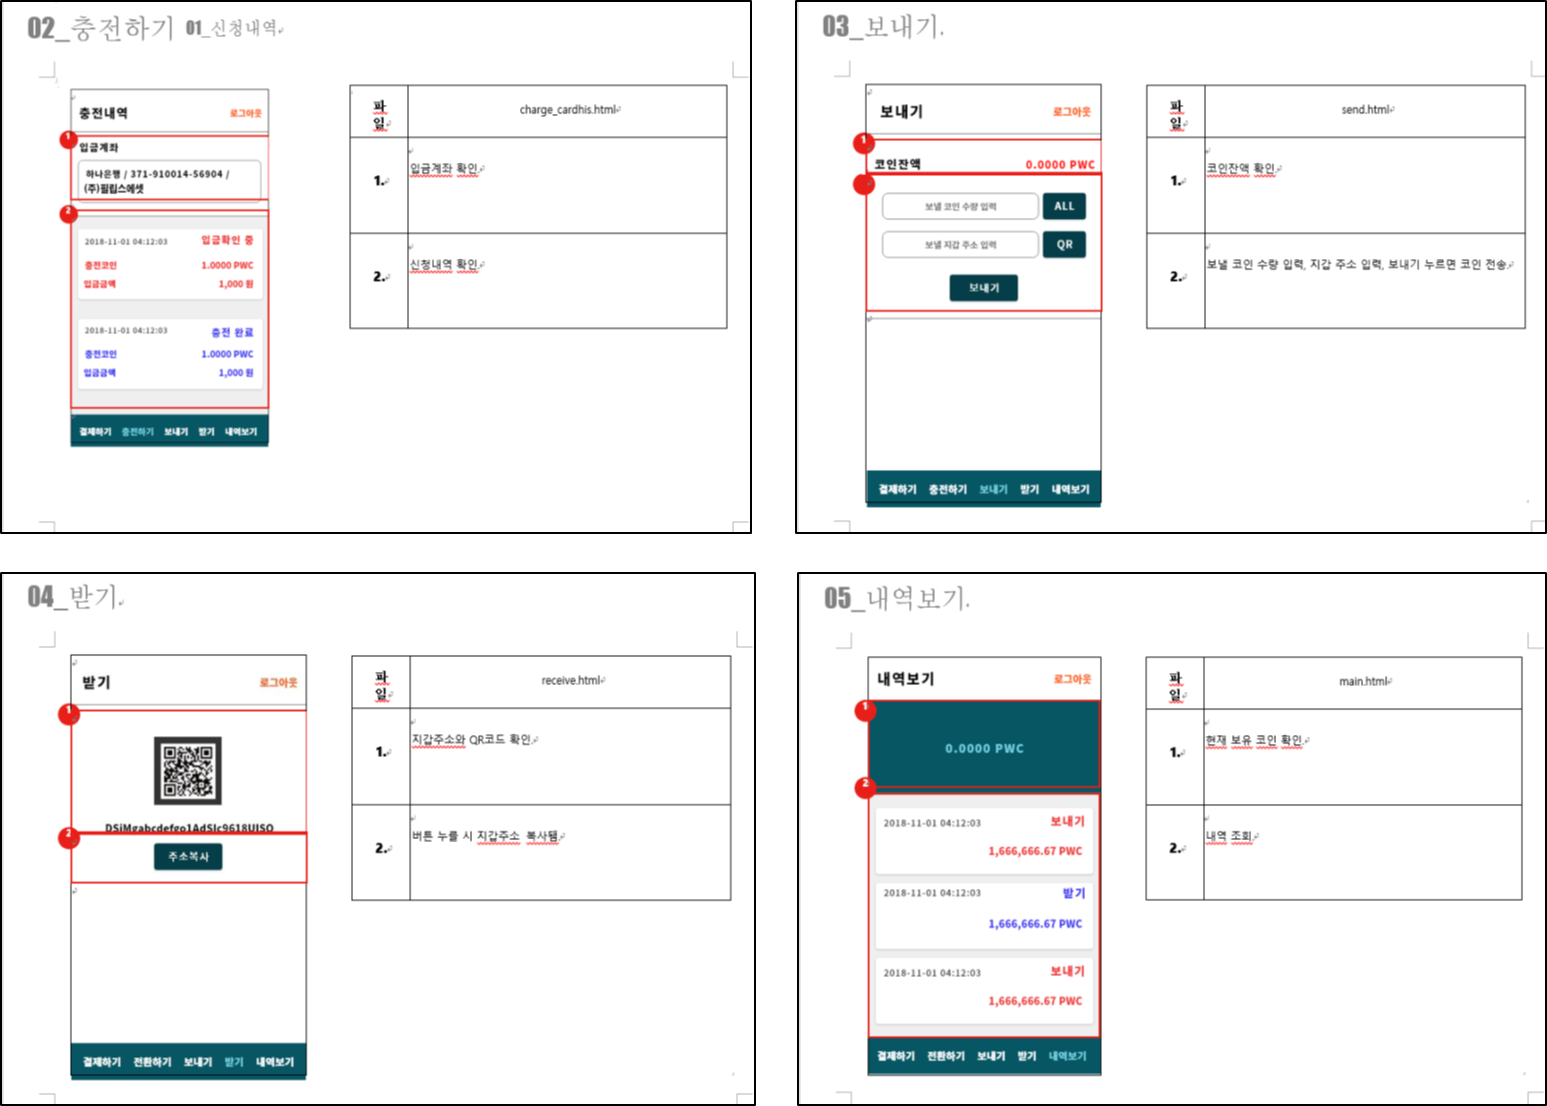 02_충전하기 01_신청내역
충전내역 로그아웃
1
입금계좌
하나은행 / 371-910014-56904 /
(주)필립스에셋
2
2018-11-01 04:12:03 입금확인 중
충전코인 1.0000 PWC
입금금액 1,000 원
2018-11-01 04:12:03 충전 완료
충전코인 1.0000 PWC
입금금액 1,000 원
결제하기 충전하기 보내기 받기 내역보기
파
일
charge_cardhis.html
1. 입금계좌 확인
2. 신청내역 확인
03_보내기.
보내기 로그아웃
1
코인잔액 0.0000 PWC
보낼 코인 수량 입력 ALL
보낼 지갑 주소 입력 QR
보내기
결제하기 충전하기 보내기 받기 내역보기
파
일
send.html
1. 코인잔액 확인
2. 보낼 코인 수량 입력, 지갑 주소 입력, 보내기 누르면 코인 전송
04_받기.
받기 로그아웃
1
DSiMgabcdefgo1AdSIc9618UISO
2
주소복사
결제하기 전환하기 보내기 받기 내역보기
파
일
receive.html
1. 지갑주소와 QR코드 확인
2. 버튼 누를 시 지갑주소 복사됌
05_내역보기.
내역보기 로그아웃
1
0.0000 PWC
2
2018-11-01 04:12:03 보내기
1,666,666.67 PWC
2018-11-01 04:12:03 받기
1,666,666.67 PWC
2018-11-01 04:12:03 보내기
1,666,666.67 PWC
결제하기 전환하기 보내기 받기 내역보기
파
일
main.html
1. 현재 보유 코인 확인
2. 내역 조회